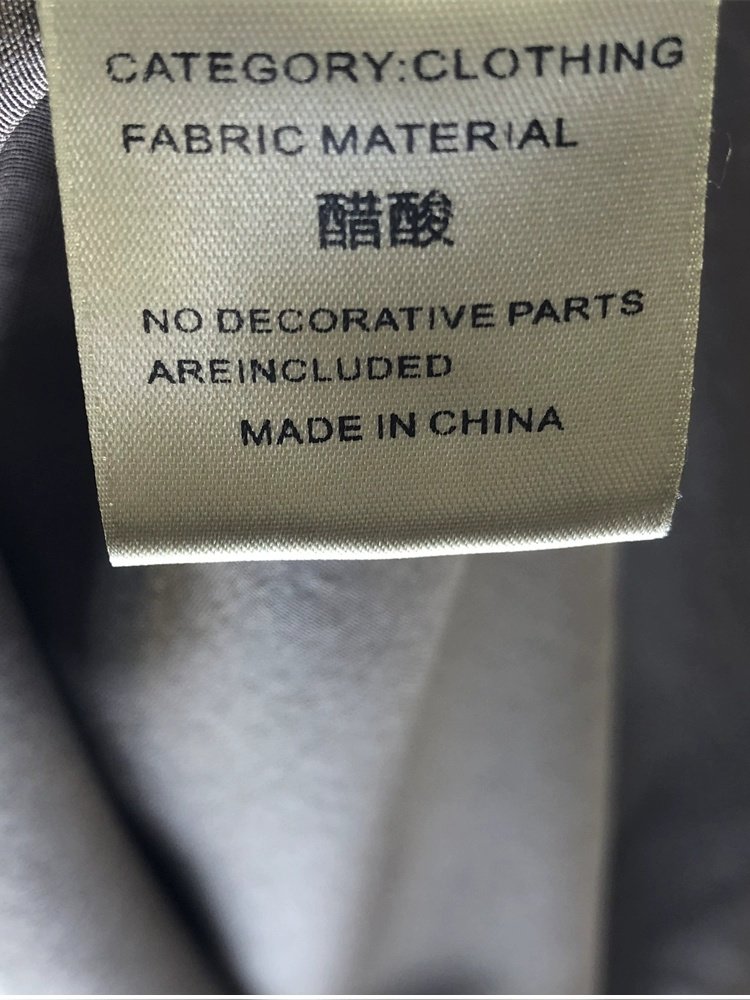 CATEGORY:CLOTHING
FABRIC MATERIAL
醋酸
NO DECORATIVE PARTS
AREINCLUDED
MADE IN CHINA